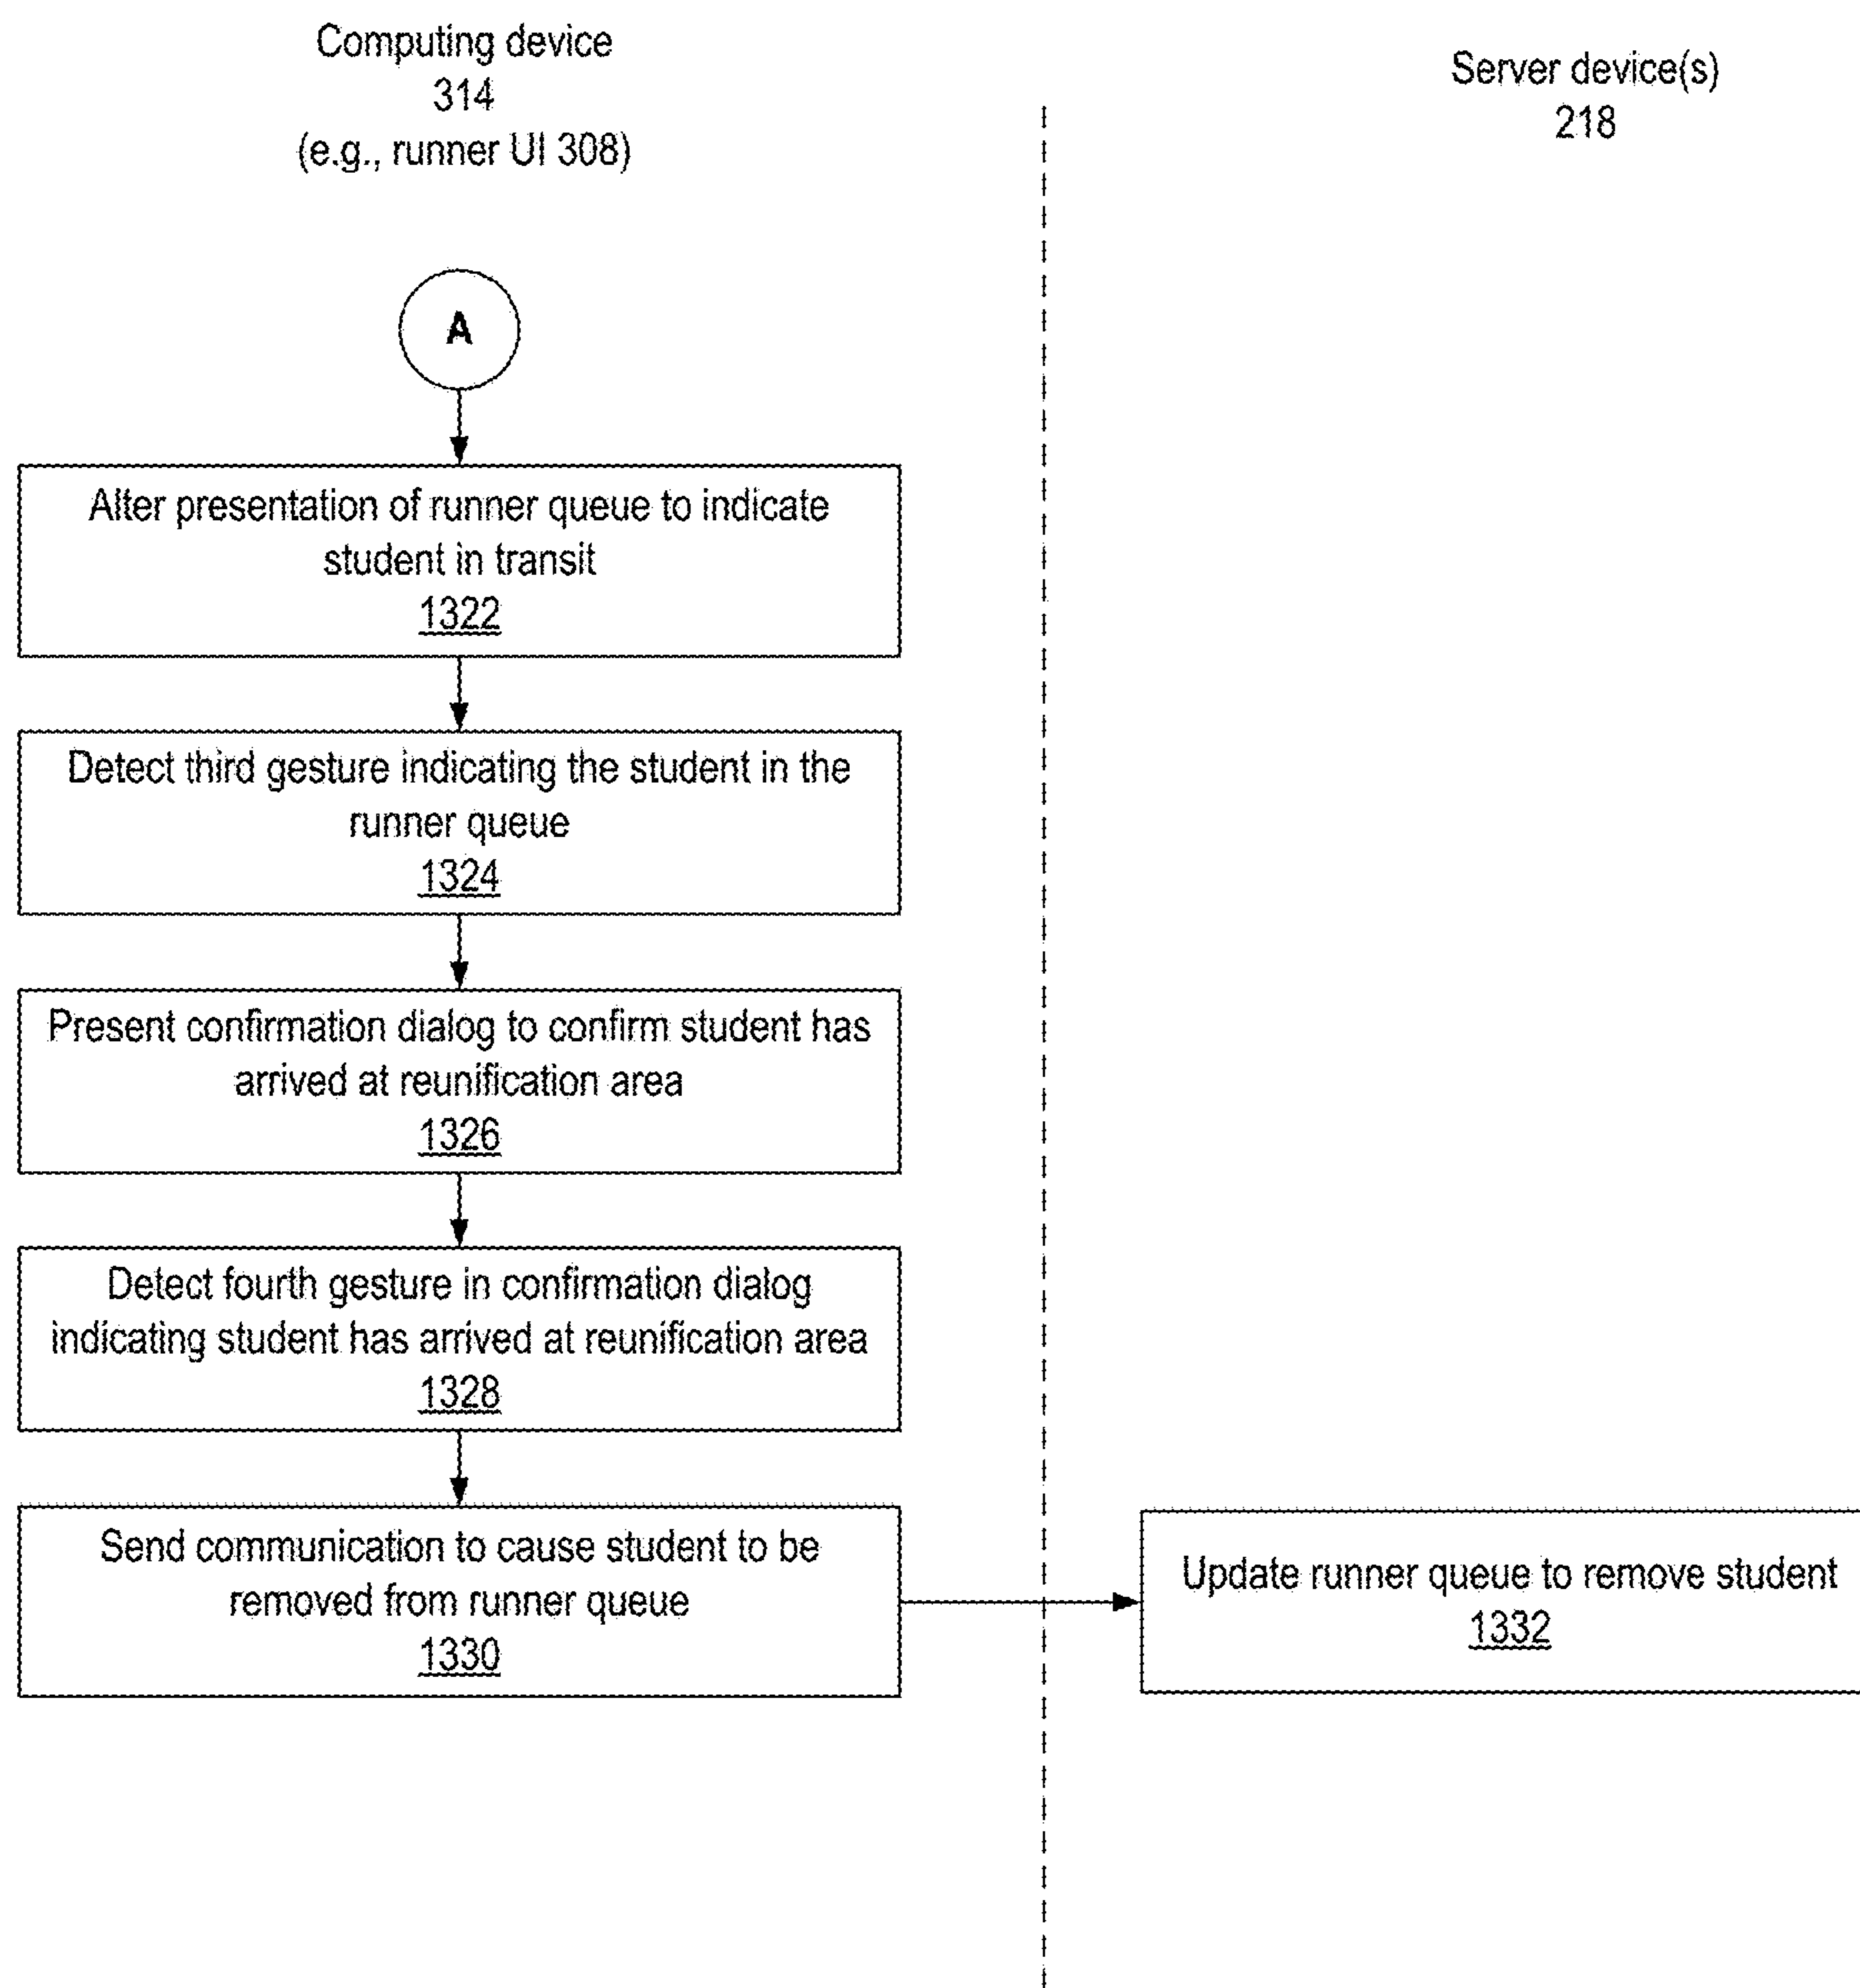 Computing device
314
(e.g., runner UI 308)
Server device(s)
218
A
Alter presentation of runner queue to indicate
student in transit
1322
Detect third gesture indicating the student in the
runner queue
1324
Present confirmation dialog to confirm student has
arrived at reunification area
1326
Detect fourth gesture in confirmation dialog
indicating student has arrived at reunification area
1328
Send communication to cause student to be
removed from runner queue
1330
Update runner queue to remove student
1332